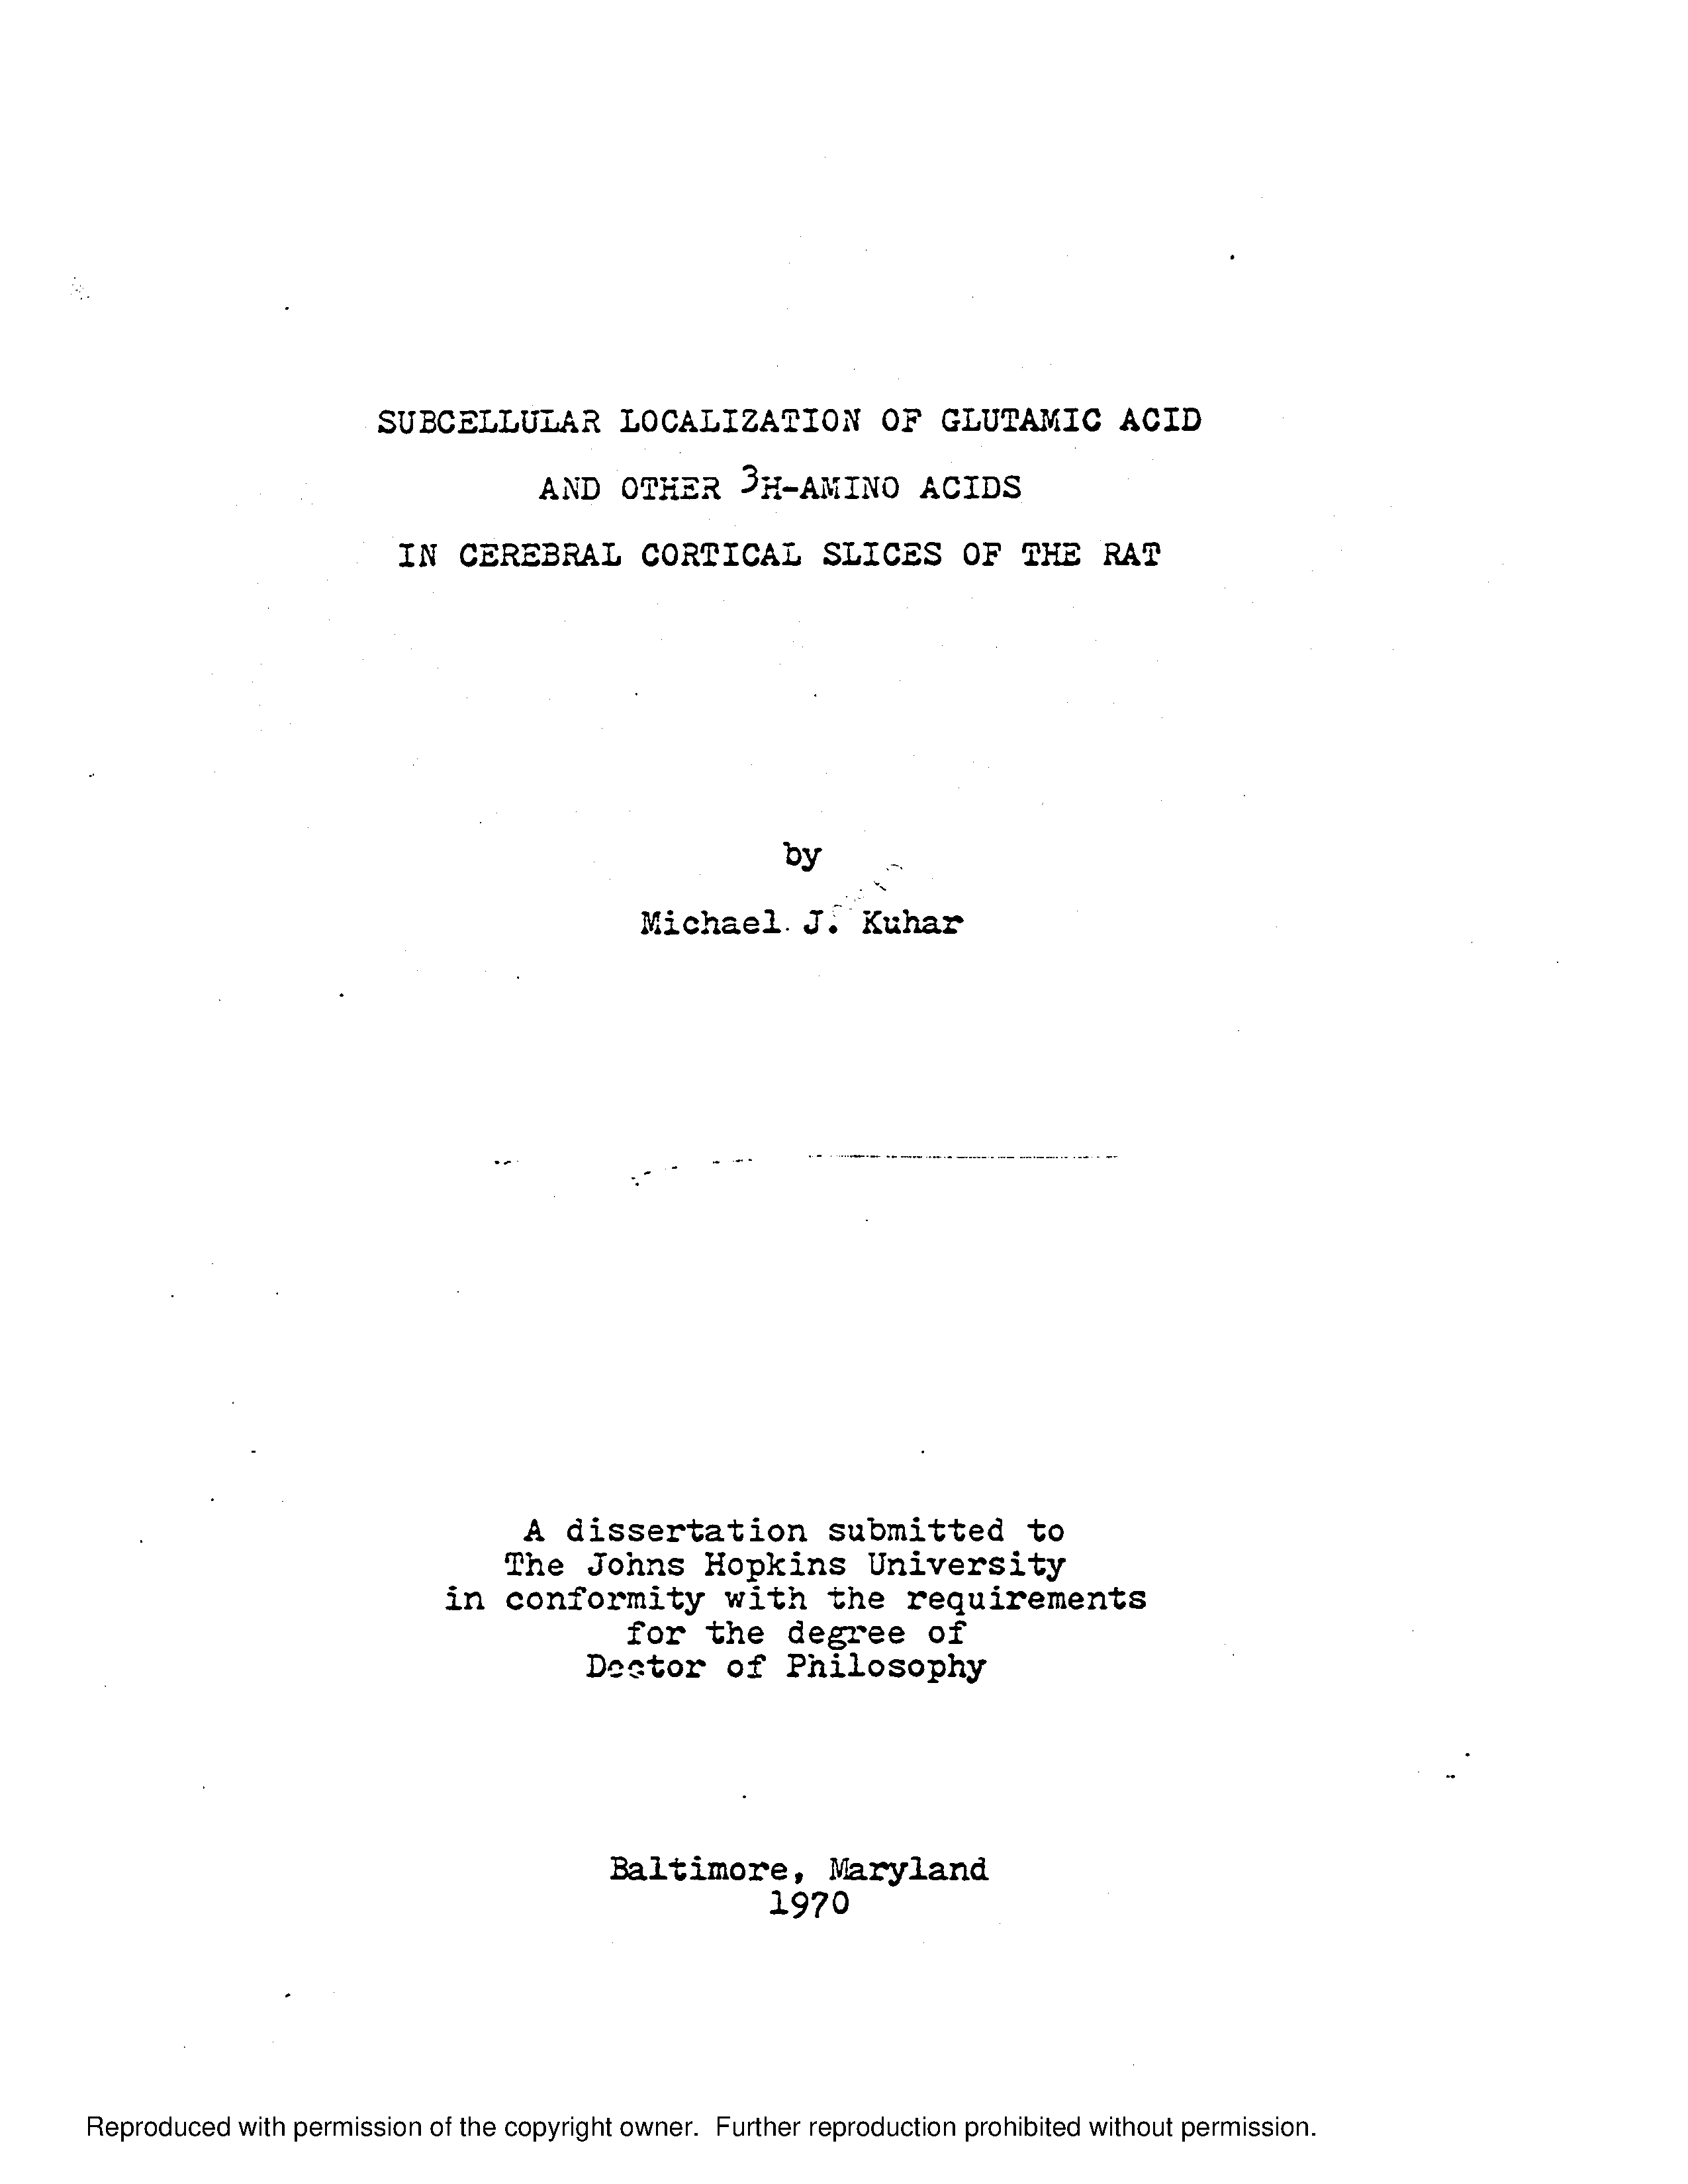 SUBCELLULAR LOCALIZATION OF GLUTAMIC ACID
AND OTHER 3H-AMINO ACIDS
IN CEREBRAL CORTICAL SLICES OF THE RAT
by
Michael J. Kuhar
A dissertation submitted to
The Johns Hopkins University
in conformity with the requirements
for the degree of
Doctor of Philosophy
Baltimore, Maryland
1970
Reproduced with permission of the copyright owner. Further reproduction prohibited without permission.